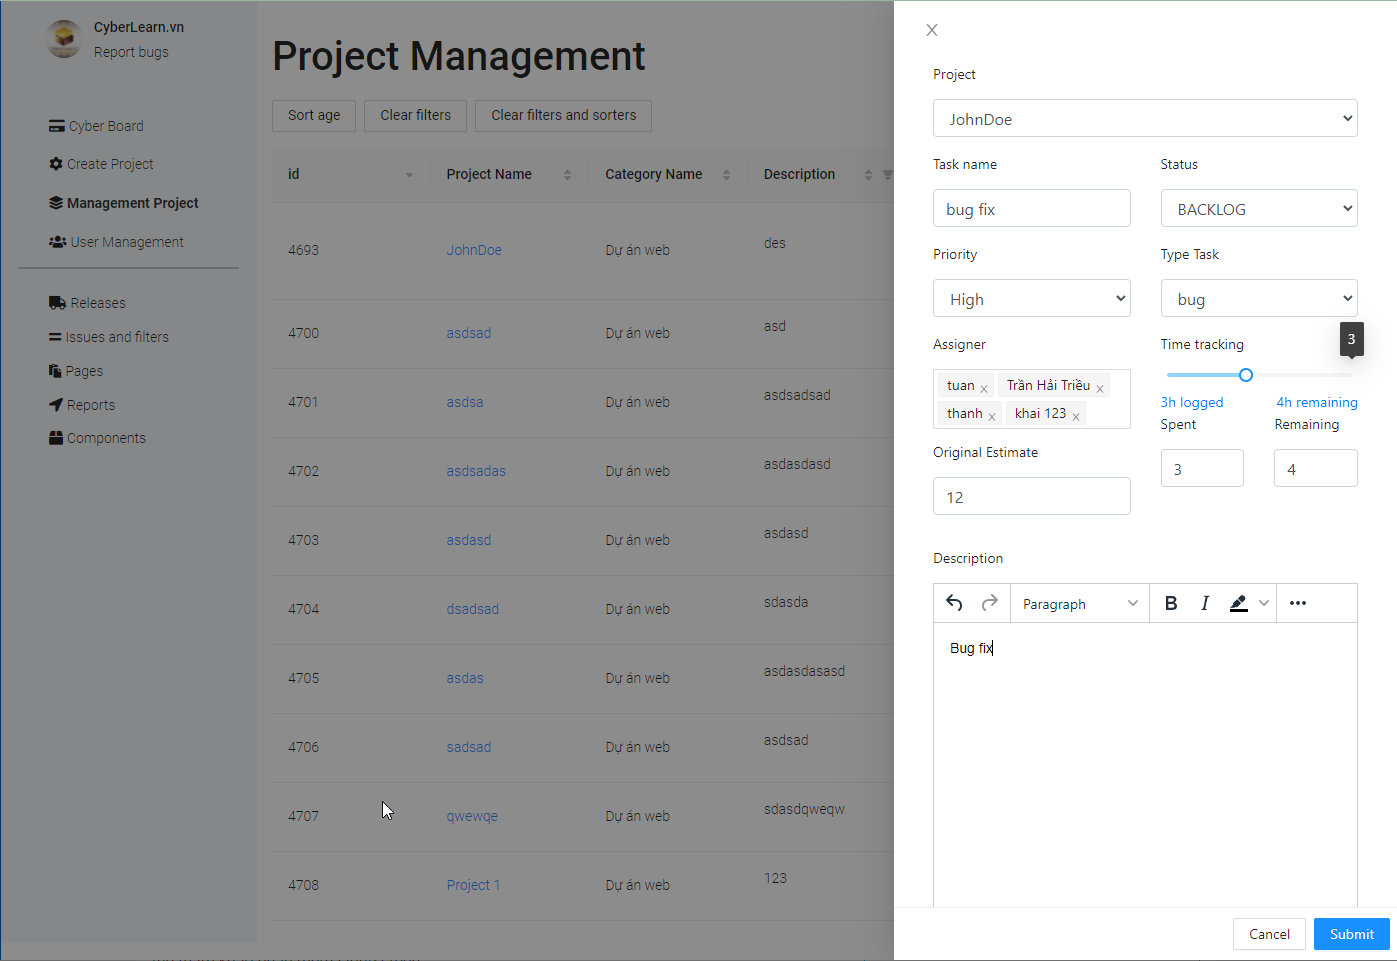 CyberLearn.vn
Report bugs
Cyber Board
Create Project
Management Project
User Management
Releases
Issues and filters
Pages
Reports
Components
Project Management
Sort age
Clear filters
Clear filters and sorters
id Project Name Category Name Description
4693 JohnDoe Dự án web des
4700 asdsad Dự án web asd
4701 asdsa Dự án web asdsadsad
4702 asdsadas Dự án web asdasdasd
4703 asdasd Dự án web asdasd
4704 dsadsad Dự án web sdasda
4705 asdas Dự án web asdasdasasd
4706 sadsad Dự án web asdsad
4707 qwewqe Dự án web sdasdqweqw
4708 Project 1 Dự án web 123
Project
JohnDoe
Task name Status
bug fix BACKLOG
Priority Type Task
High bug
3
Assigner Time tracking
tuan x Trần Hải Triều x
thanh x khai 123 x
3h logged 4h remaining
Spent Remaining
3 4
Original Estimate
12
Description
Paragraph B I
Bug fix
Cancel Submit